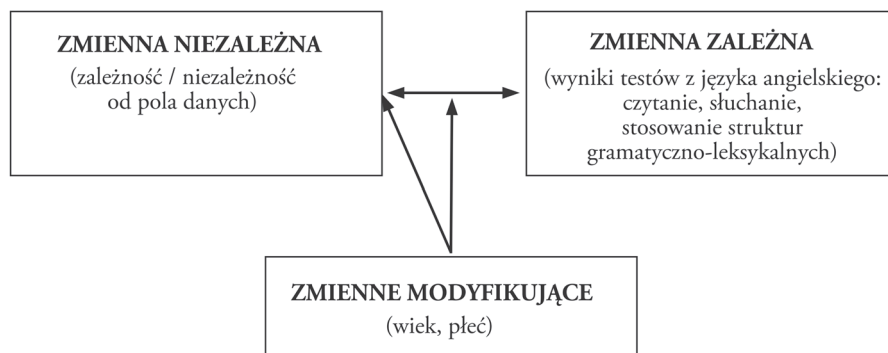 ZMIENNA NIEZALEŻNA
(zależność / niezależność
od pola danych)
ZMIENNA ZALEŻNA
(wyniki testów z języka angielskiego:
czytanie, słuchanie,
stosowanie struktur
gramatyczno-leksykalnych)
ZMIENNE MODYFIKUJĄCE
(wiek, płeć)